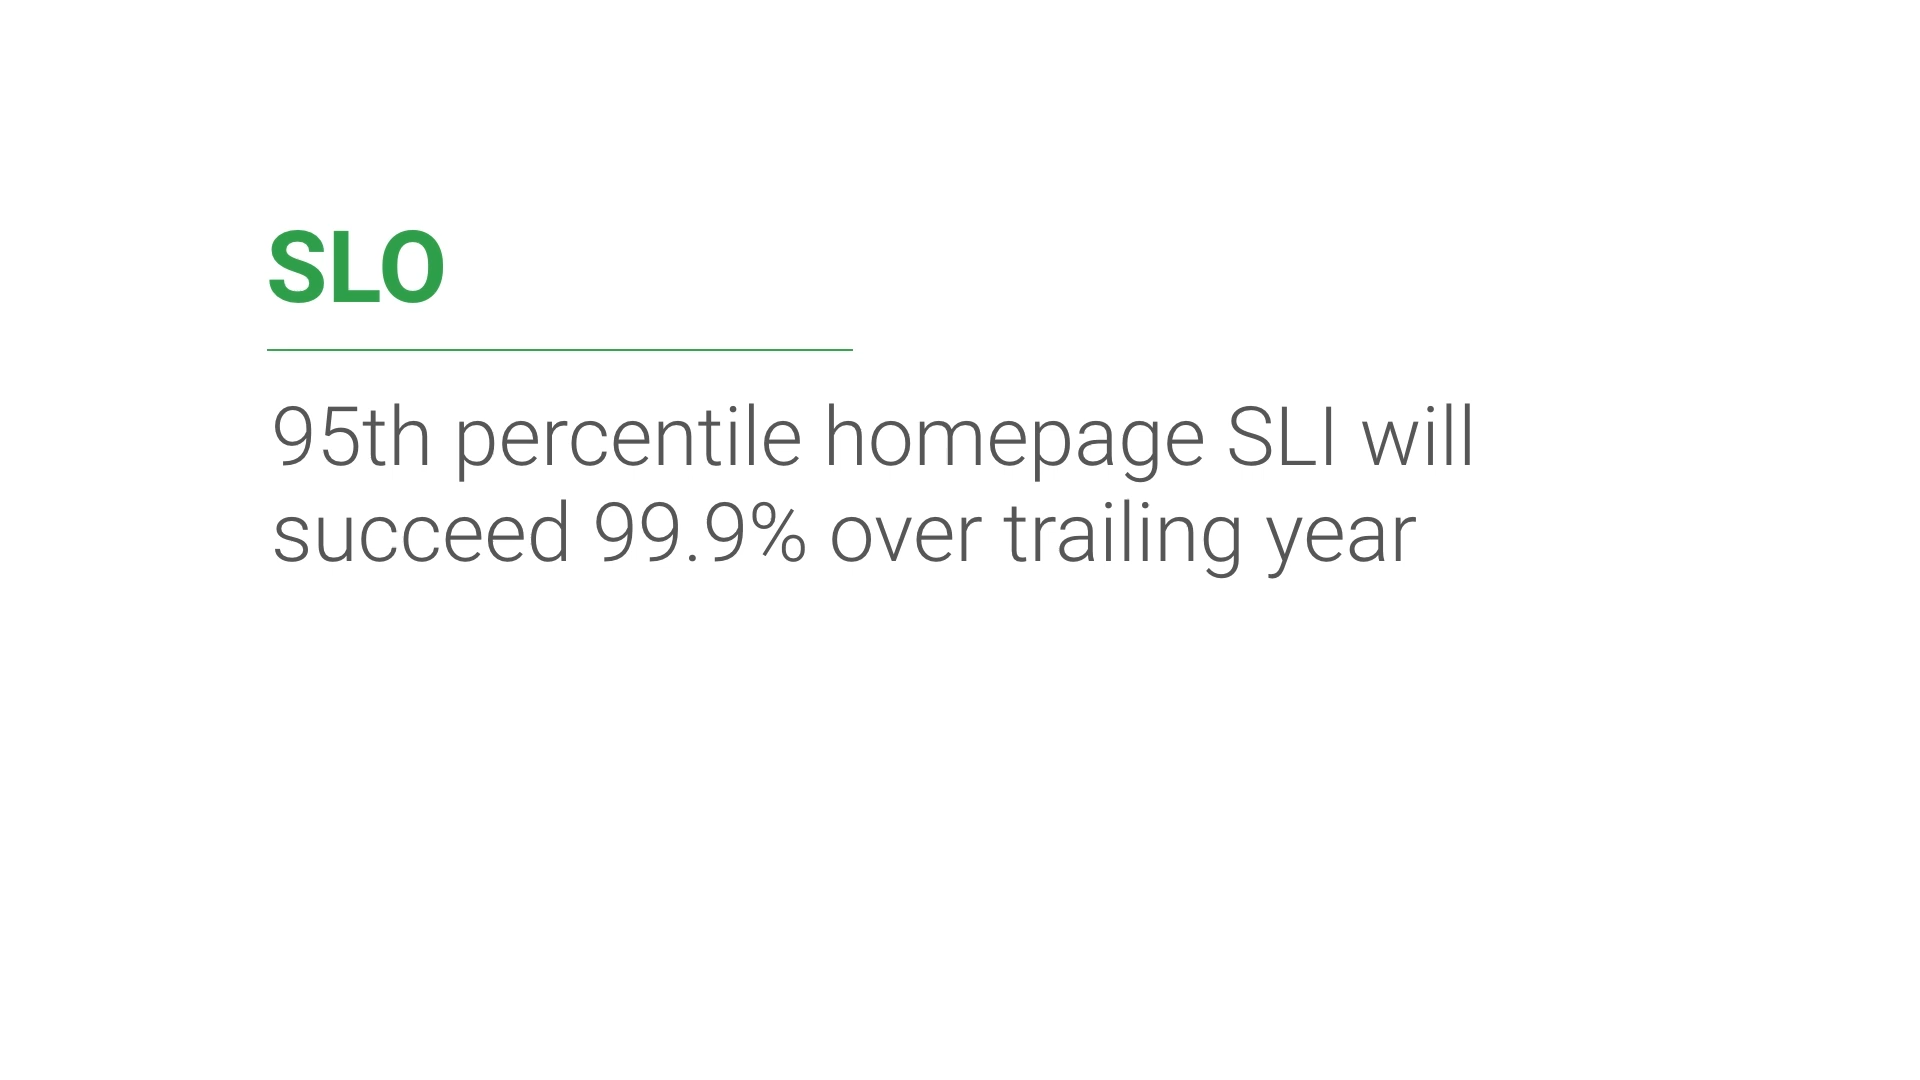 SLO
95th percentile homepage SLI will
succeed 99.9% over trailing year